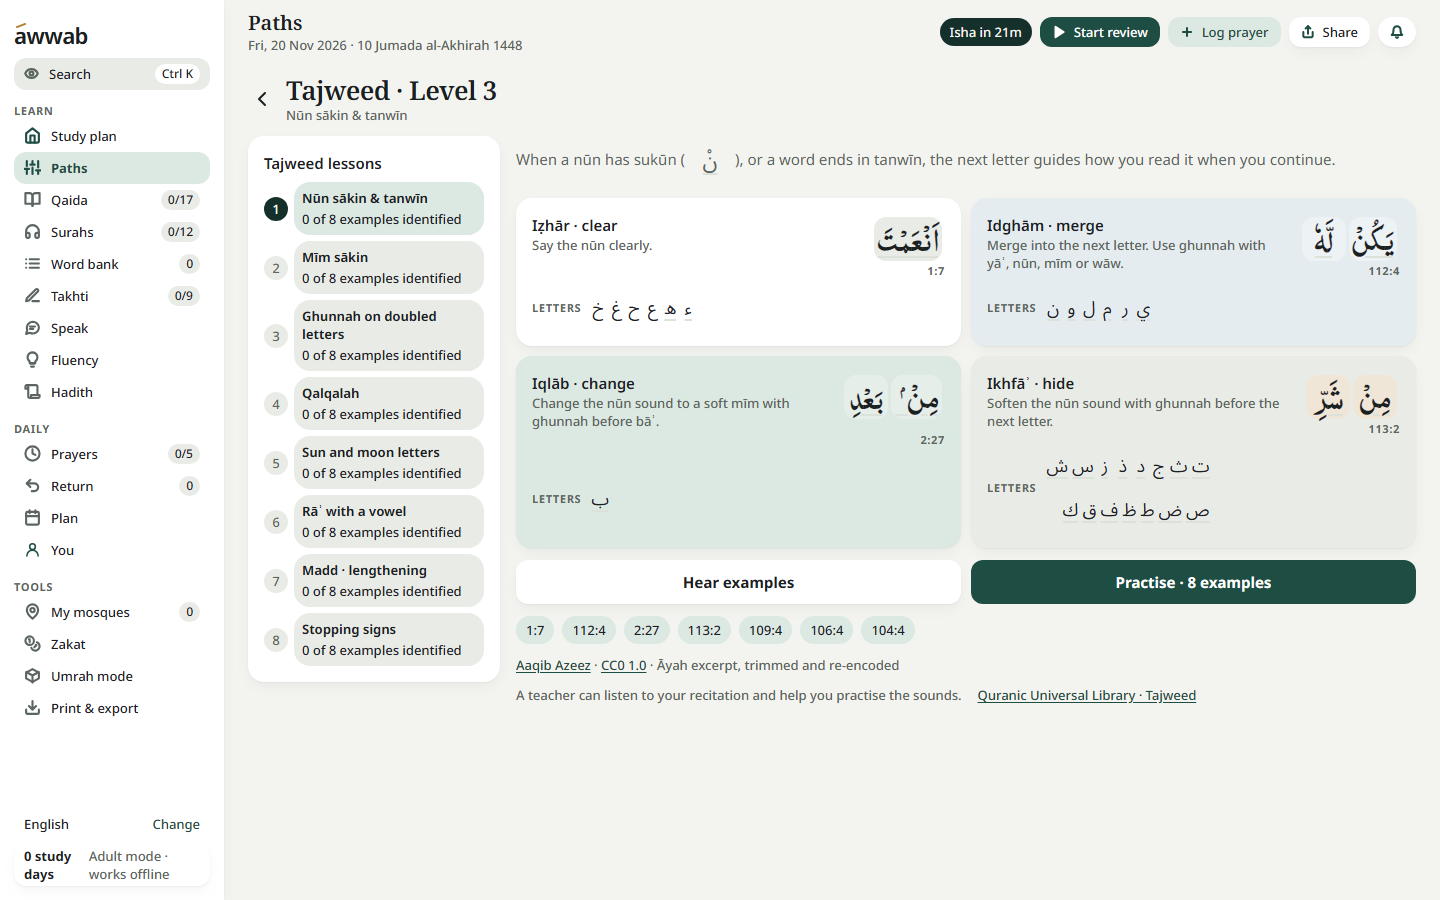 awwab
Search Ctrl K
LEARN
Study plan
Paths
Qaida 0/17
Surahs 0/12
Word bank 0
Takhti 0/9
Speak
Fluency
Hadith
DAILY
Prayers 0/5
Return 0
Plan
You
TOOLS
My mosques 0
Zakat
Umrah mode
Print & export
English Change
0 study days
Adult mode · works offline
Paths
Fri, 20 Nov 2026 · 10 Jumada al-Akhirah 1448
Isha in 21m
Start review
Log prayer
Share
Tajweed · Level 3
Nūn sākin & tanwīn
Tajweed lessons
1 Nūn sākin & tanwīn
0 of 8 examples identified
2 Mīm sākin
0 of 8 examples identified
3 Ghunnah on doubled letters
0 of 8 examples identified
4 Qalqalah
0 of 8 examples identified
5 Sun and moon letters
0 of 8 examples identified
6 Rāʾ with a vowel
0 of 8 examples identified
7 Madd · lengthening
0 of 8 examples identified
8 Stopping signs
0 of 8 examples identified
When a nūn has sukūn ( نْ ), or a word ends in tanwīn, the next letter guides how you read it when you continue.
Iẓhār · clear
Say the nūn clearly.
اَنْعَمْتَ
1:7
LETTERS ء ه ع ح غ خ
Idghām · merge
Merge into the next letter. Use ghunnah with
yāʾ, nūn, mīm or wāw.
يَكُنْ لَّهٗ
112:4
LETTERS ي ر م ل و ن
Iqlāb · change
Change the nūn sound to a soft mīm with
ghunnah before bāʾ.
مِنْۢ بَعْدِ
2:27
LETTERS ب
Ikhfāʾ · hide
Soften the nūn sound with ghunnah before the
next letter.
مِنْ شَرِّ
113:2
LETTERS
ت ث ج د ذ ز س ش
ص ض ط ظ ف ق ك
Hear examples
Practise · 8 examples
1:7 112:4 2:27 113:2 109:4 106:4 104:4
Aaqib Azeez · CC0 1.0 · Āyah excerpt, trimmed and re-encoded
A teacher can listen to your recitation and help you practise the sounds. Quranic Universal Library · Tajweed